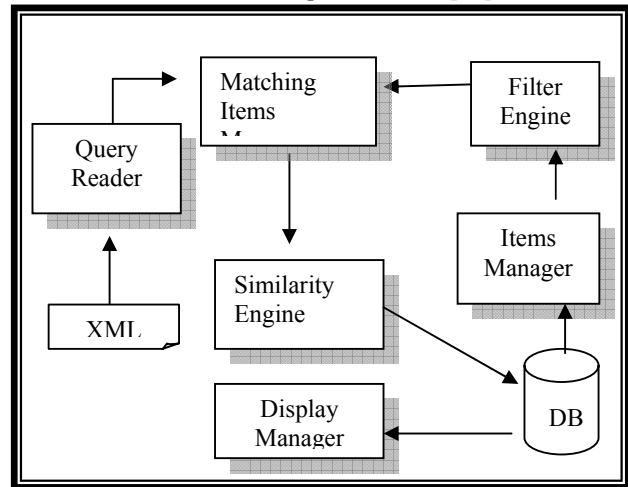 Matching
Items
Filter
Engine
Query
Reader
Items
Manager
XML
Similarity
Engine
DB
Display
Manager